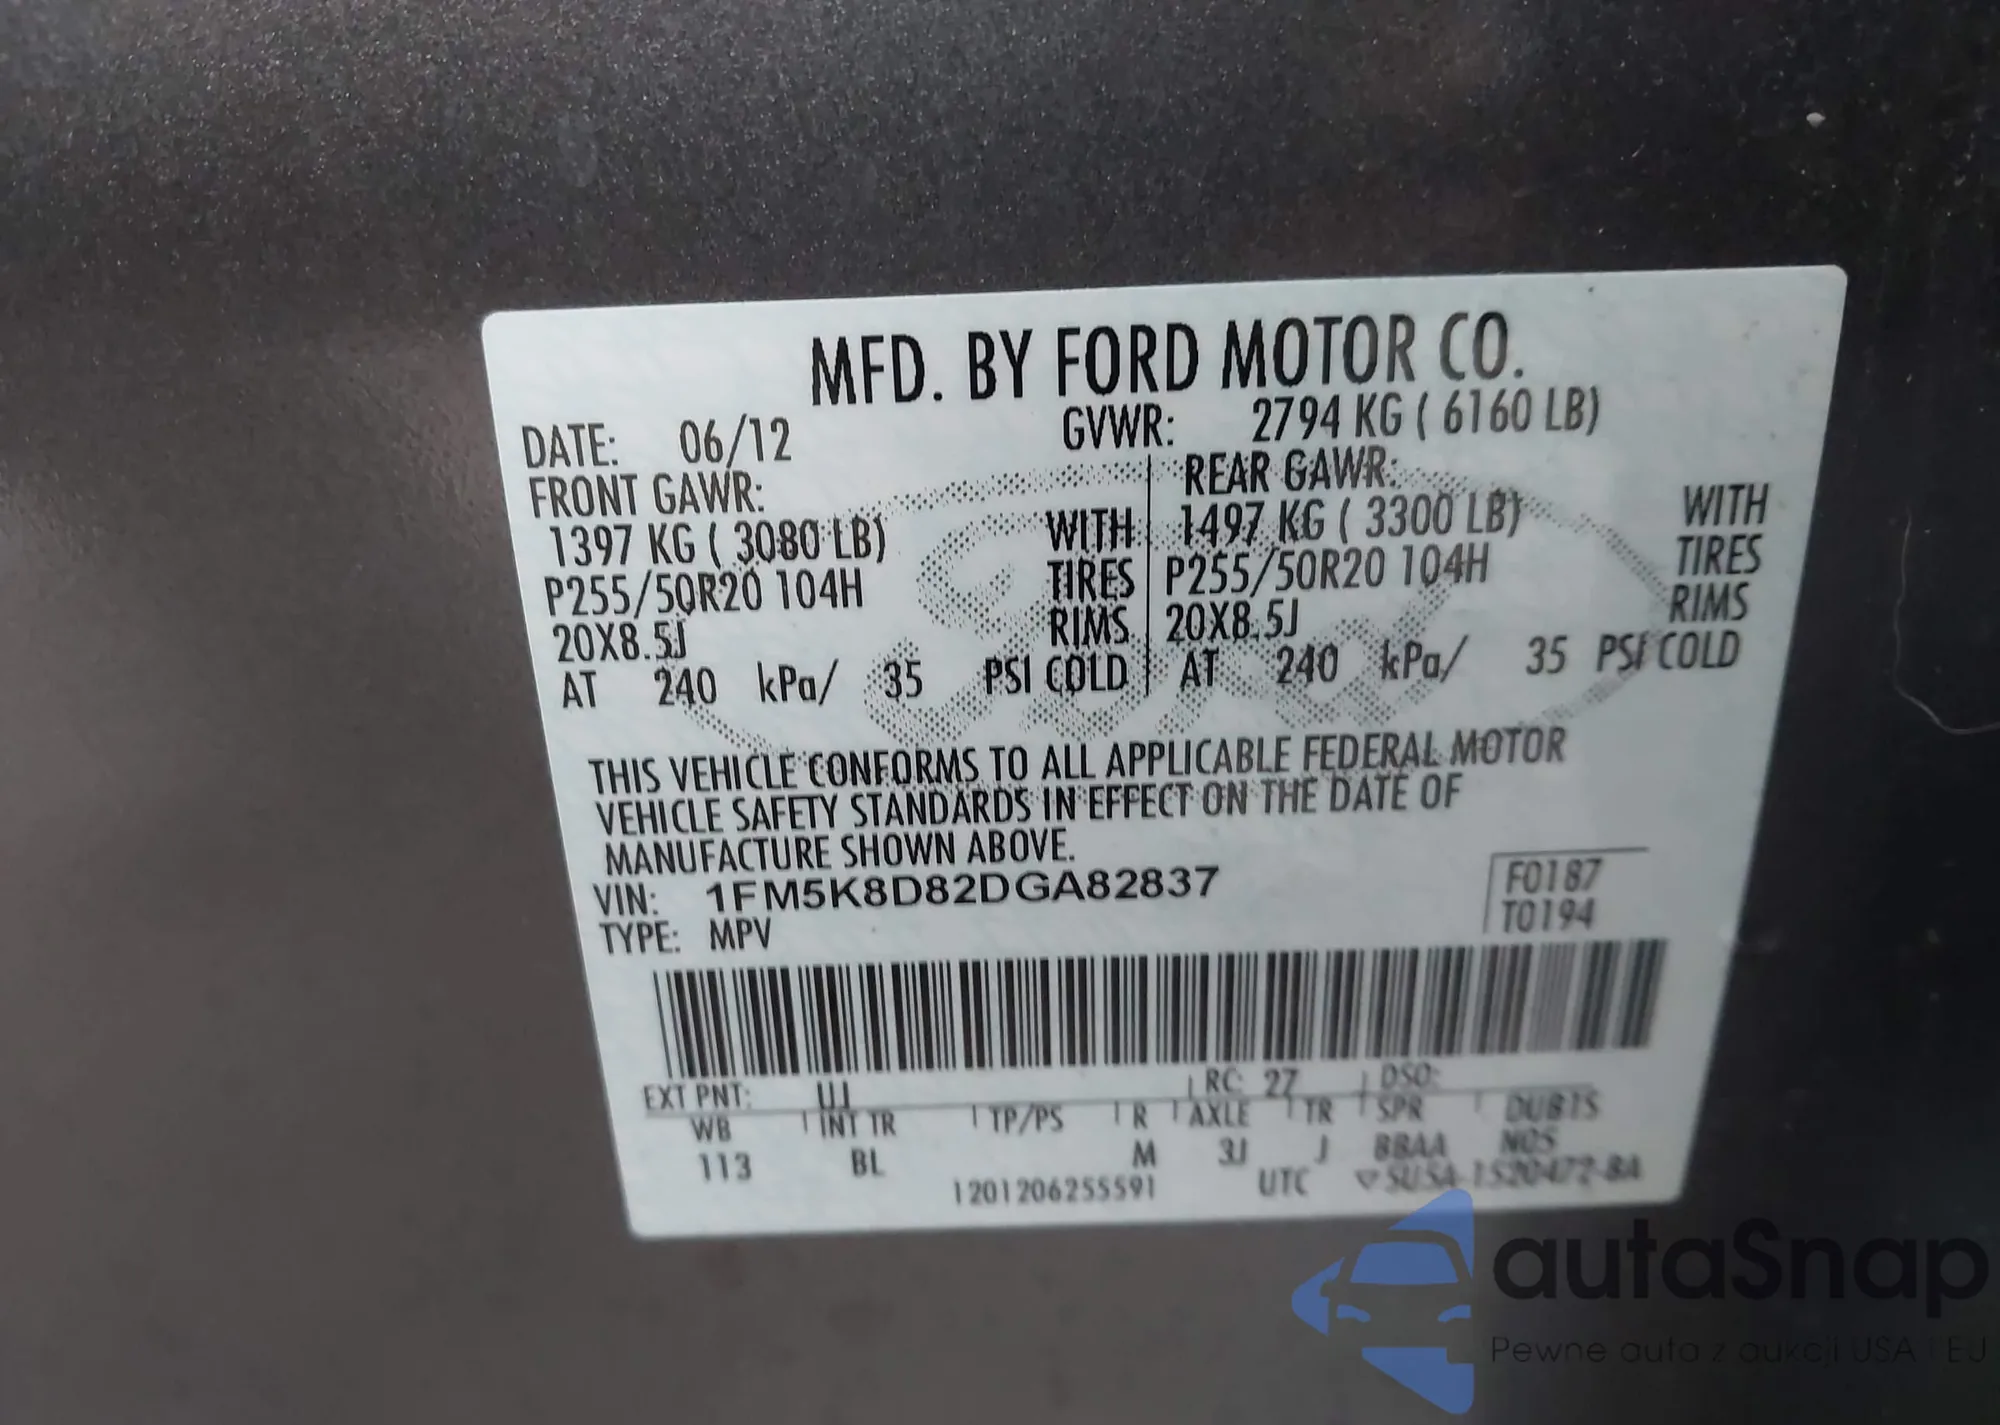 MFD. BY FORD MOTOR CO.
DATE: 06/12 GVWR: 2794 KG ( 6160 LB)
FRONT GAWR: REAR GAWR:
1397 KG ( 3080 LB) WITH 1497 KG ( 3300 LB) WITH
P255/50R20 104H TIRES P255/50R20 104H TIRES
20X8.5J RIMS 20X8.5J RIMS
AT 240 kPa/ 35 PSI COLD AT 240 kPa/ 35 PSI COLD
THIS VEHICLE CONFORMS TO ALL APPLICABLE FEDERAL MOTOR
VEHICLE SAFETY STANDARDS IN EFFECT ON THE DATE OF
MANUFACTURE SHOWN ABOVE.
VIN: 1FM5K8D82DGA82837
TYPE: MPV
F0187
T0194
EXT PNT: UJ RC: 27 DSO:
WB INT TR TP/PS R AXLE TR SPR
113 BL M 3J J BBAA
1201206255591 UTC
autoSnap
Pewne auta z aukcji USA i EU